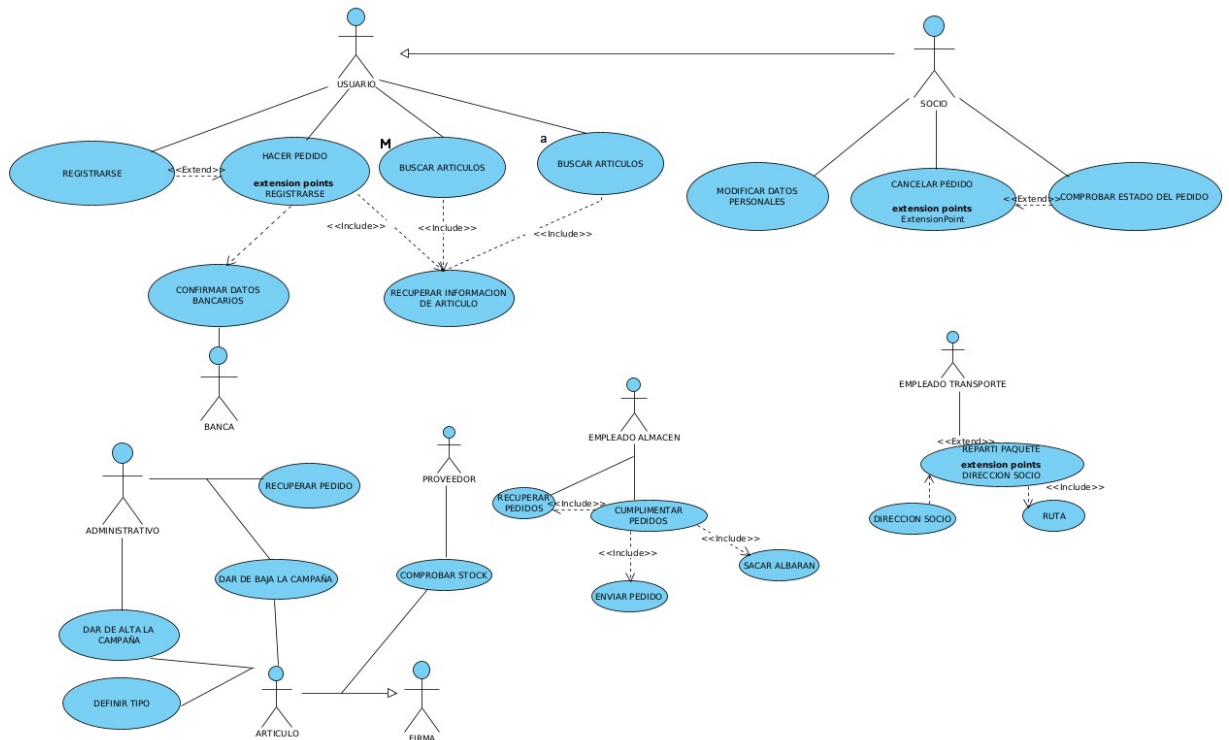 USUARIO
SOCIO
M
a
REGISTRARSE
<<Extend>>
HACER PEDIDO
extension points
REGISTRARSE
BUSCAR ARTICULOS
BUSCAR ARTICULOS
MODIFICAR DATOS
PERSONALES
CANCELAR PEDIDO
extension points
ExtensionPoint
<<Extend>>
COMPROBAR ESTADO DEL PEDIDO
<<Include>>
<<Include>>
<<Include>>
CONFIRMAR DATOS
BANCARIOS
RECUPERAR INFORMACION
DE ARTICULO
BANCA
EMPLEADO TRANSPORTE
<<Extend>>
REPARTI PAQUETE
extension points
DIRECCION SOCIO
<<Include>>
DIRECCION SOCIO
RUTA
EMPLEADO ALMACEN
RECUPERAR
PEDIDOS
<<Include>>
CUMPLIMENTAR
PEDIDOS
<<Include>>
<<Include>>
SACAR ALBARAN
ENVIAR PEDIDO
PROVEEDOR
COMPROBAR STOCK
ADMINISTRATIVO
RECUPERAR PEDIDO
DAR DE BAJA LA CAMPAÑA
DAR DE ALTA LA
CAMPAÑA
DEFINIR TIPO
ARTICULO
FIRMA